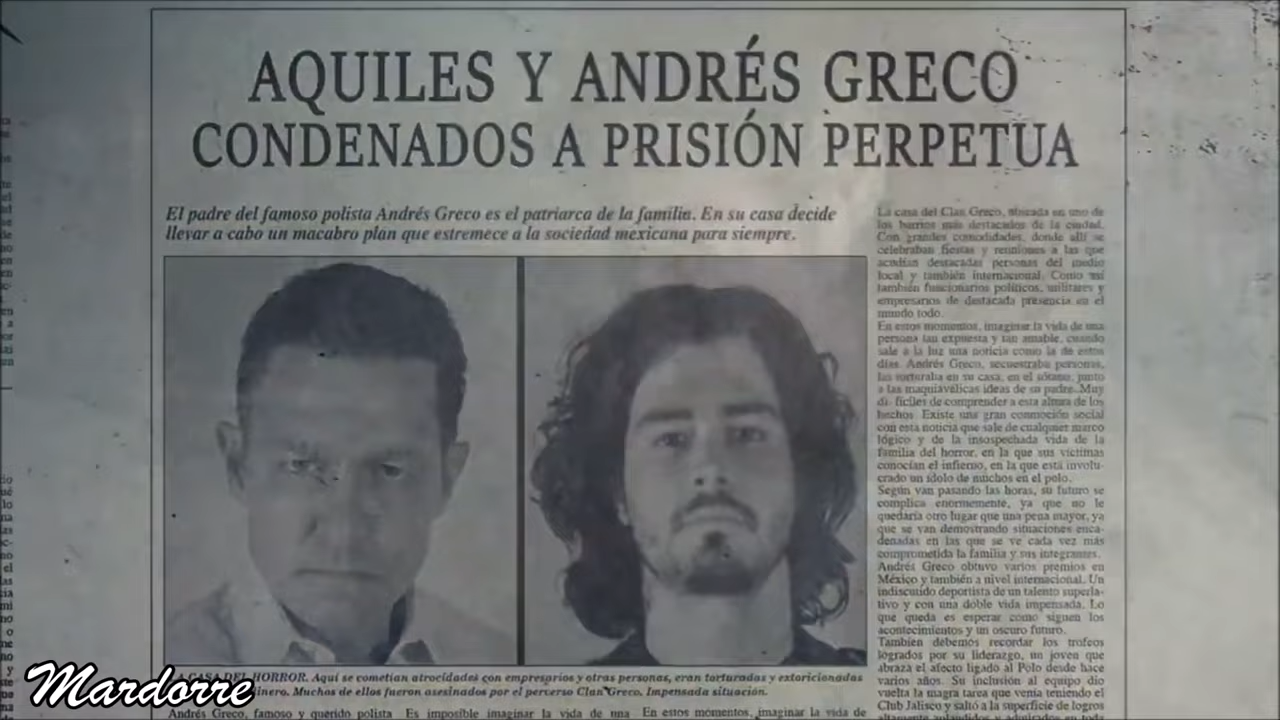 AQUILES Y ANDRÉS GRECO
CONDENADOS A PRISIÓN PERPETUA
El padre del famoso polista Andrés Greco es el patriarca de la familia. En su casa decide
llevar a cabo un macabro plan que estremece a la sociedad mexicana para siempre.
La casa del Clan Greco, ubicada en uno de
los barrios más destacados de la ciudad.
Con grandes comodidades, donde allí se
celebraban fiestas y reuniones a las que
acudían destacadas personas del medio
local y también internacional. Como así
también funcionarios políticos, militares y
empresarios de destacada presencia en el
mundo todo.
En estos momentos, imaginar la vida de una
persona tan expuesta y tan amable, cuando
sale a la luz una noticia como la de estos
días. Andrés Greco, secuestraba personas,
las torturaba en su casa, en el sótano, junto
a las maquiavélicas ideas de su padre. Muy
di- fíciles de comprender a esta altura de los
hechos. Existe una gran conmoción social
con esta noticia que sale de cualquier marco
lógico y de la insospechada vida de la
familia del horror, en la que sus víctimas
conocían el infierno, en la que está involu-
crado un ídolo de muchos en el polo.
Según van pasando las horas, su futuro se
complica enormemente, ya que no le
quedaría otro lugar que una pena mayor, ya
que se van demostrando situaciones enca-
denadas en las que se ve cada vez más
comprometida la familia y sus integrantes.
Andrés Greco obtuvo varios premios en
México y también a nivel internacional. Un
indiscutido deportista de un talento superla-
tivo y con una doble vida impensada. Lo
que queda es esperar como siguen los
acontecimientos y un oscuro futuro.
También debemos recordar los trofeos
logrados por su liderazgo, un joven que
abraza el afecto ligado al Polo desde hace
varios años. Su inclusión al equipo dio
vuelta la magra tarea que venía teniendo el
Club Jalisco y saltó a la superficie de logros
DEL HORROR. Aquí se cometían atrocidades con empresarios y otras personas, eran torturadas y extoricionadas
dinero. Muchos de ellos fueron asesinados por el perverso Clan Greco. Impensada situación.
Andrés Greco, famoso y querido polista
Es imposible imaginar la vida de una
En estos momentos, imaginar la vida de
Mardorre